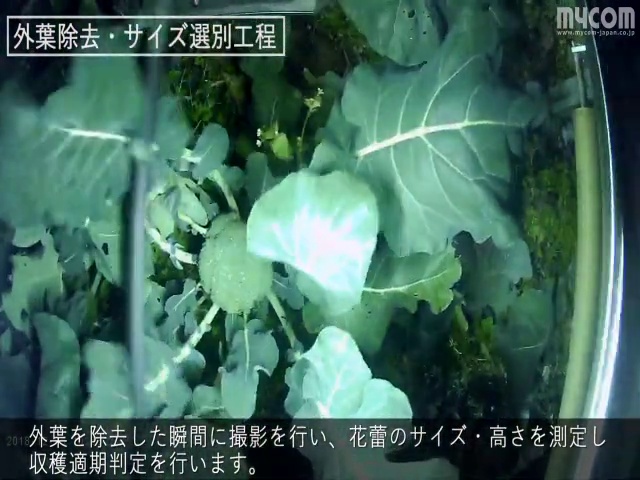 外葉除去・サイズ選別工程
mycom
www.mycom-japan.co.jp
2018
外葉を除去した瞬間に撮影を行い、花蕾のサイズ・高さを測定し
収穫適期判定を行います。